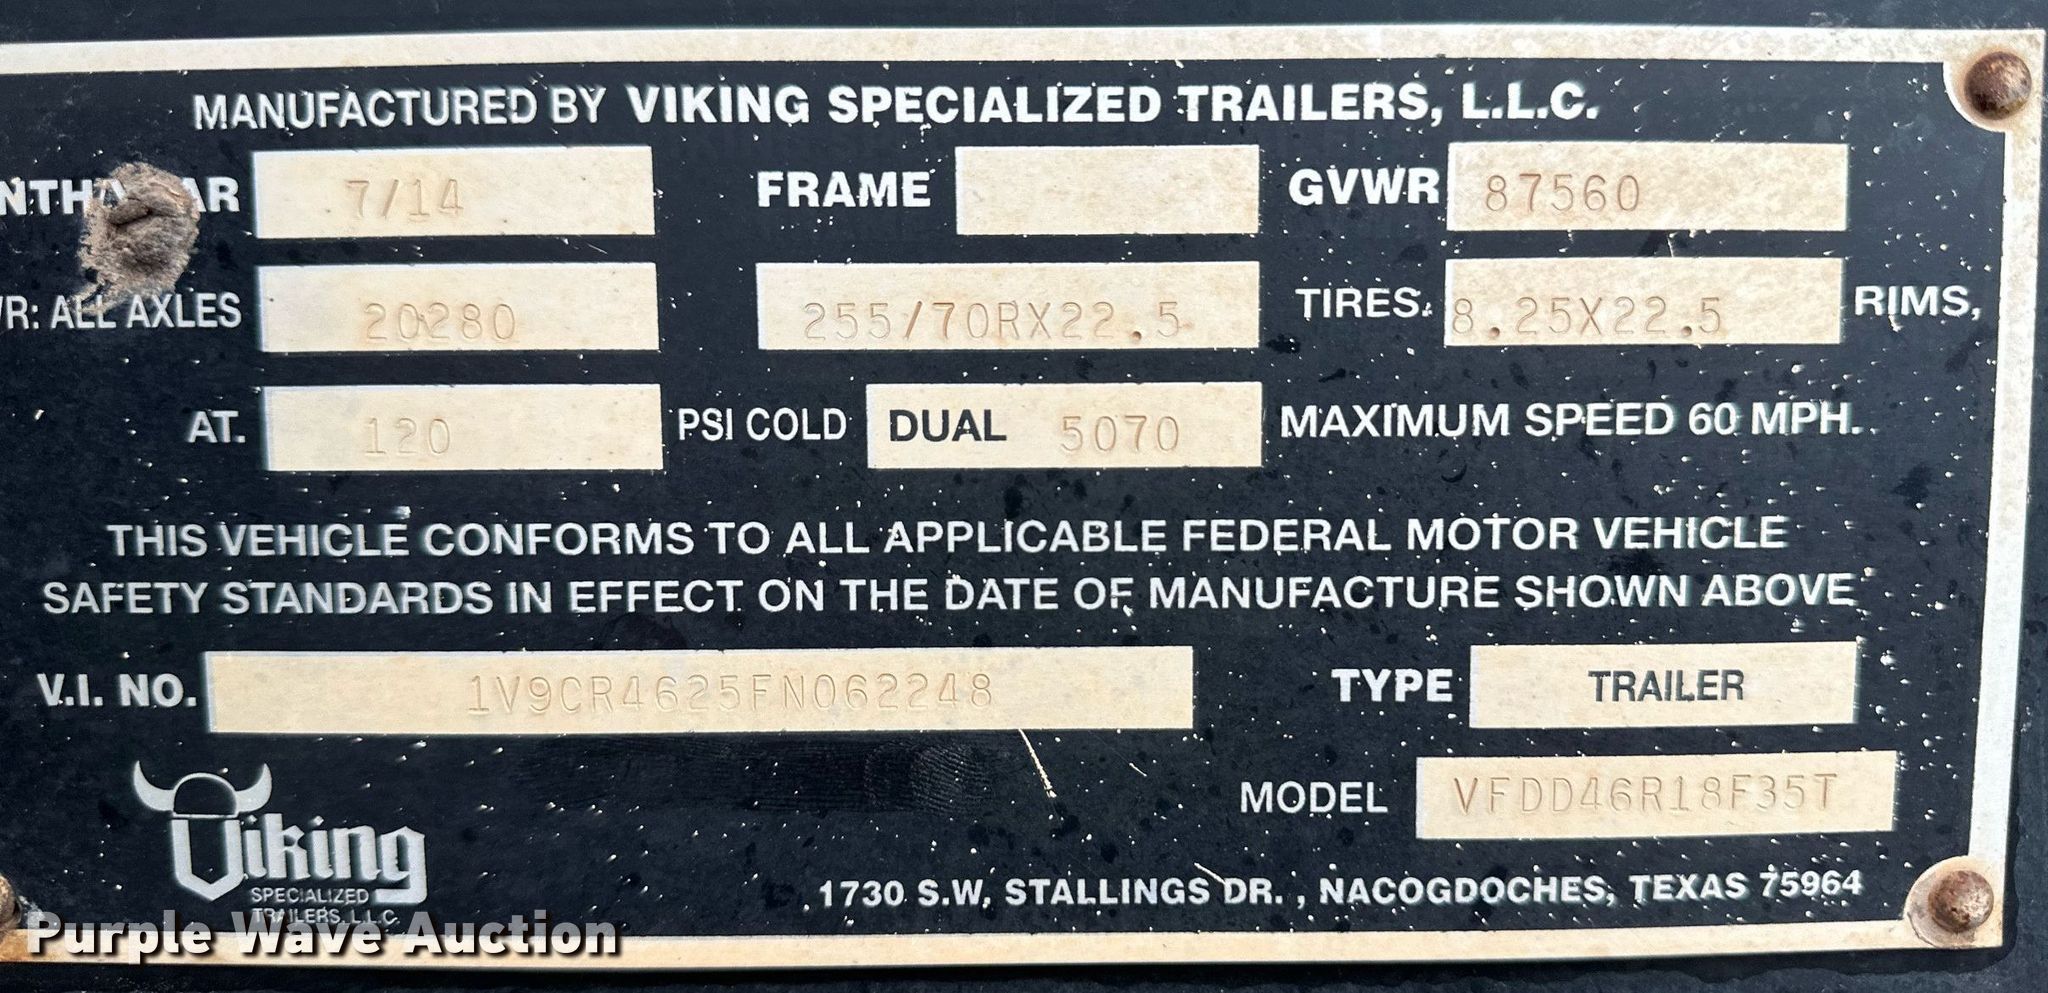 MANUFACTURED BY VIKING SPECIALIZED TRAILERS, L.L.C.
7/14 FRAME GVWR 87560
ALL AXLES 20280 255/70RX22.5 TIRES. 8.25X22.5 RIMS,
AT. 120 PSI COLD DUAL 5070 MAXIMUM SPEED 60 MPH.
THIS VEHICLE CONFORMS TO ALL APPLICABLE FEDERAL MOTOR VEHICLE
SAFETY STANDARDS IN EFFECT ON THE DATE OF MANUFACTURE SHOWN ABOVE
V.I. NO. 1V9CR4625FN062248 TYPE TRAILER
MODEL VFDD46R18F35T
Viking
SPECIALIZED
TRAILERS, L.L.C.
1730 S.W. STALLINGS DR., NACOGDOCHES, TEXAS 75964
Purple Wave Auction